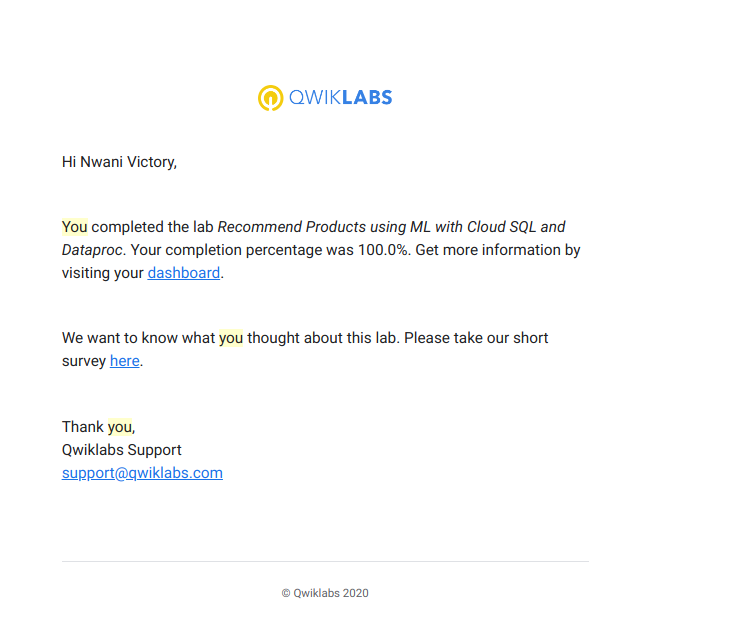 QWIKLABS
Hi Nwani Victory,
You completed the lab Recommend Products using ML with Cloud SQL and
Dataproc. Your completion percentage was 100.0%. Get more information by
visiting your dashboard.
We want to know what you thought about this lab. Please take our short
survey here.
Thank you,
Qwiklabs Support
support@qwiklabs.com
© Qwiklabs 2020